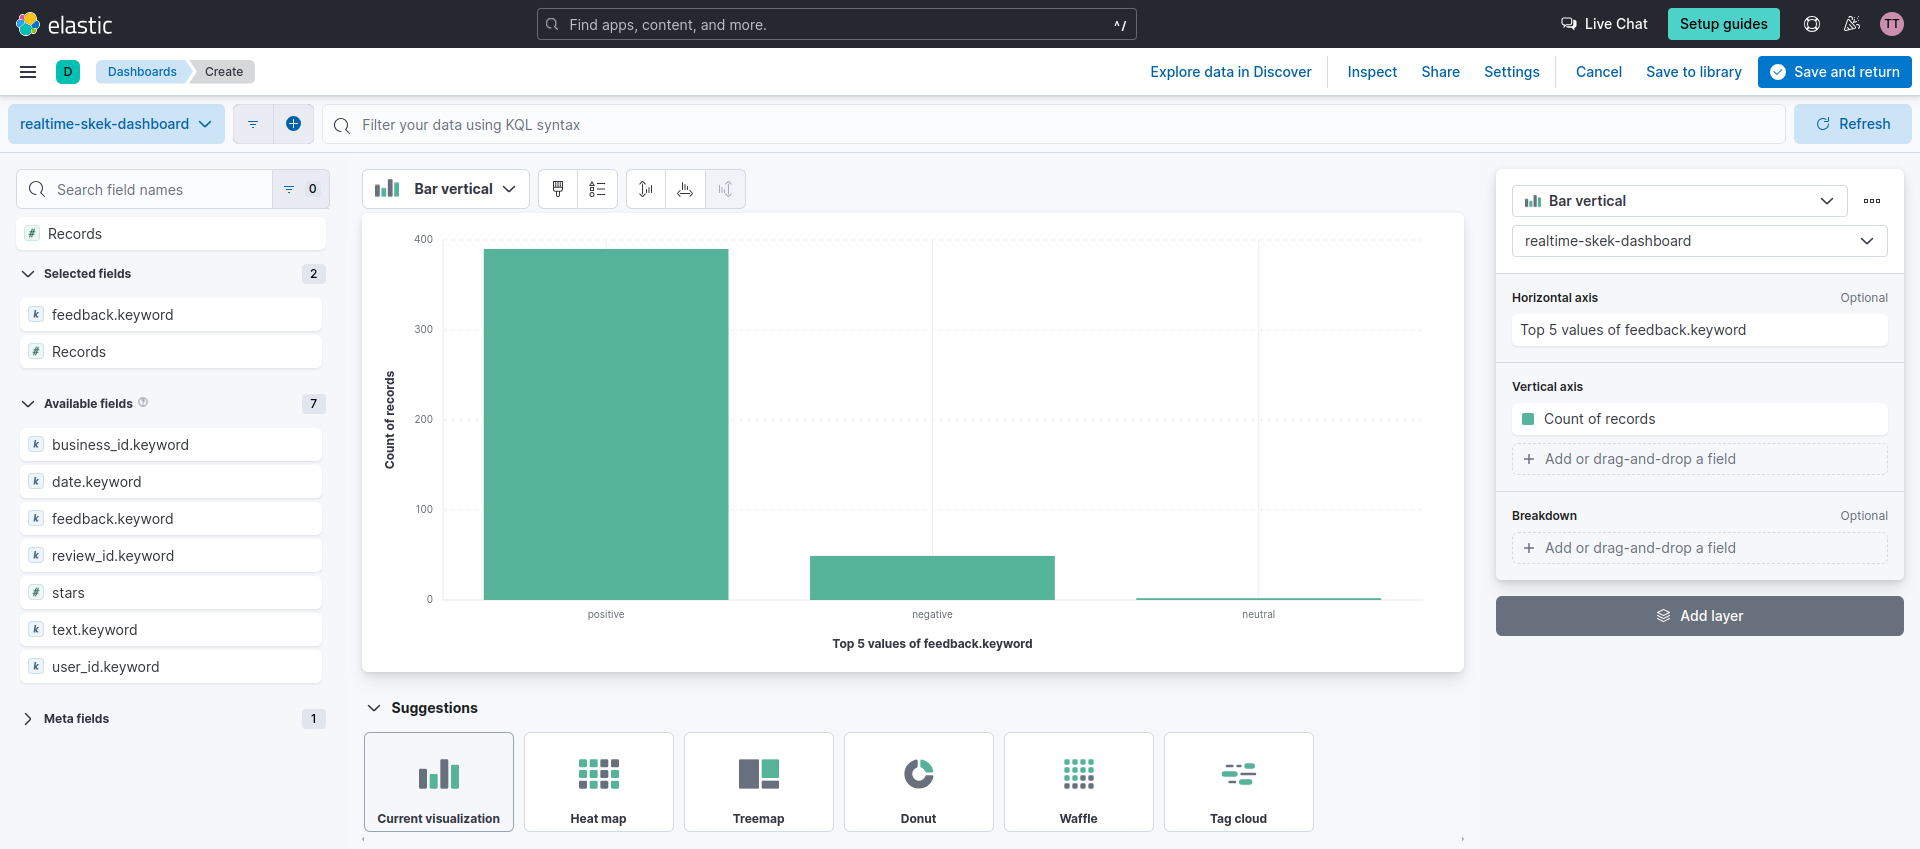 elastic
Find apps, content, and more.
^/
Live Chat
Setup guides
TT
D
Dashboards
Create
Explore data in Discover
Inspect
Share
Settings
Cancel
Save to library
Save and return
realtime-skek-dashboard
Filter your data using KQL syntax
Refresh
Search field names
0
# Records
Selected fields
2
k feedback.keyword
# Records
Available fields
7
k business_id.keyword
k date.keyword
k feedback.keyword
k review_id.keyword
# stars
k text.keyword
k user_id.keyword
Meta fields
1
Bar vertical
400
300
200
100
0
Count of records
positive
negative
neutral
Top 5 values of feedback.keyword
Suggestions
Current visualization
Heat map
Treemap
Donut
Waffle
Tag cloud
Bar vertical
realtime-skek-dashboard
Horizontal axis
Optional
Top 5 values of feedback.keyword
Vertical axis
Count of records
Add or drag-and-drop a field
Breakdown
Optional
Add or drag-and-drop a field
Add layer